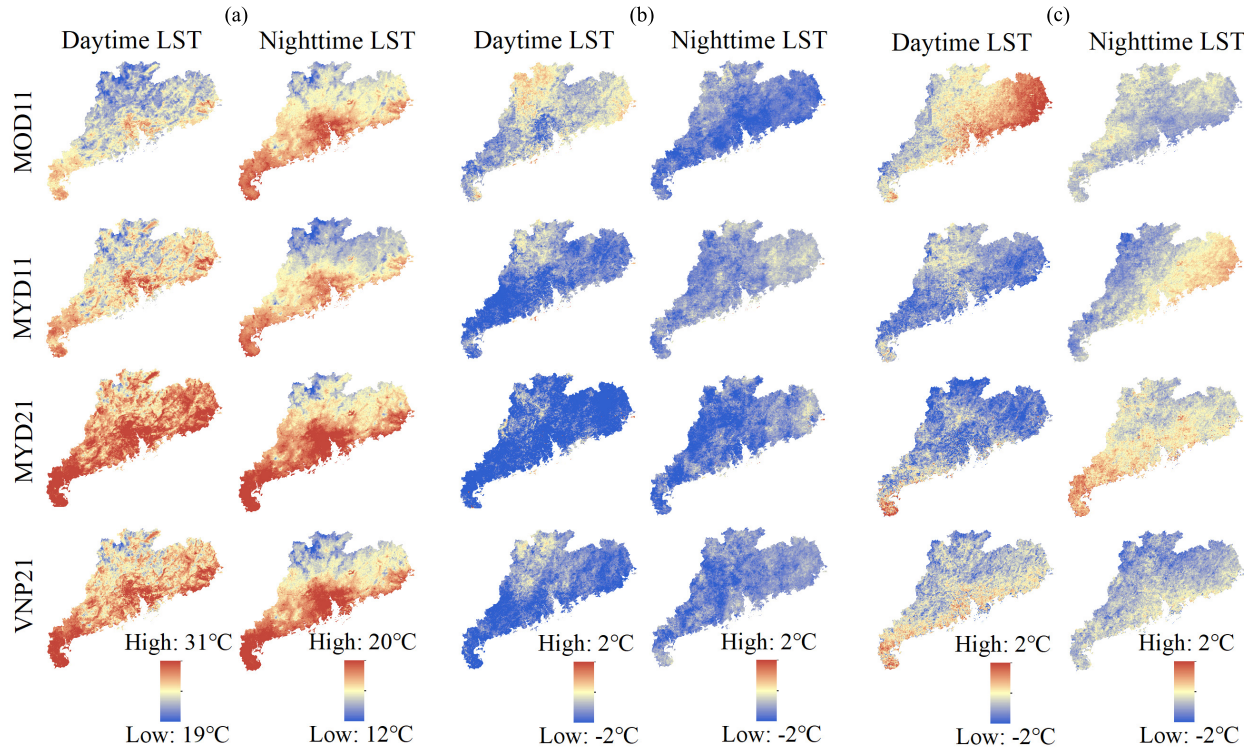 (a)
(b)
(c)
Daytime LST
Nighttime LST
Daytime LST
Nighttime LST
Daytime LST
Nighttime LST
MOD11
MYD11
MYD21
VNP21
High: 31℃
High: 20℃
High: 2℃
High: 2℃
High: 2℃
High: 2℃
Low: 19℃
Low: 12℃
Low: -2℃
Low: -2℃
Low: -2℃
Low: -2℃